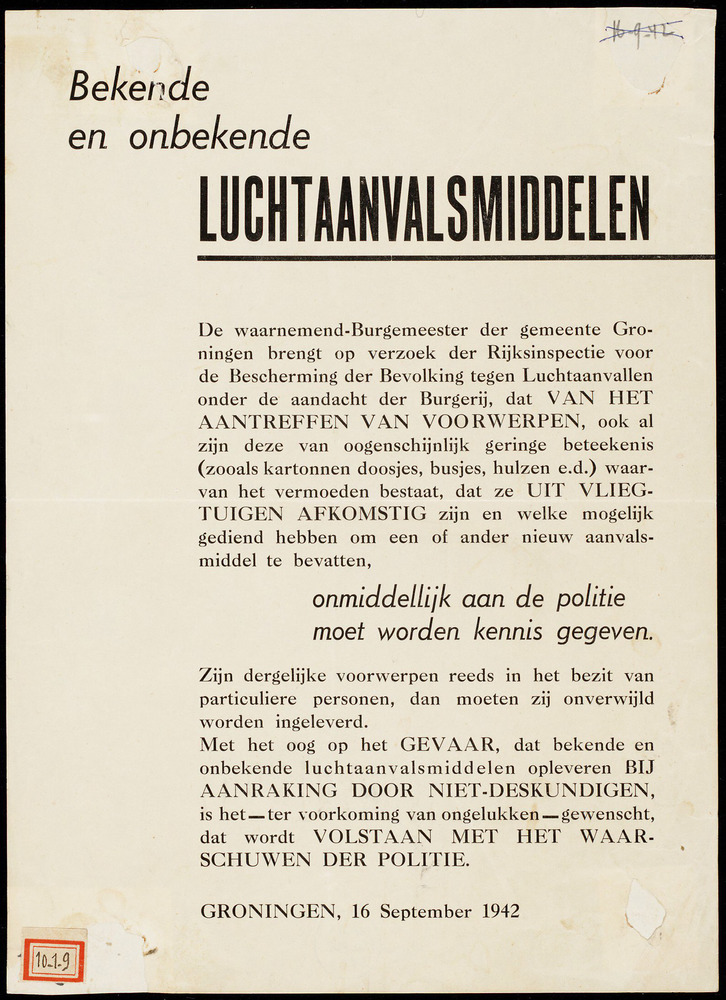 16-9-42
Bekende
en onbekende
LUCHTAANVALSMIDDELEN
De waarnemend-Burgemeester der gemeente Gro-
ningen brengt op verzoek der Rijksinspectie voor
de Bescherming der Bevolking tegen Luchtaanvallen
onder de aandacht der Burgerij, dat VAN HET
AANTREFFEN VAN VOORWERPEN, ook al
zijn deze van oogenschijnlijk geringe beteekenis
(zooals kartonnen doosjes, busjes, hulzen e.d.) waar-
van het vermoeden bestaat, dat ze UIT VLIEG-
TUIGEN AFKOMSTIG zijn en welke mogelijk
gediend hebben om een of ander nieuw aanvals-
middel te bevatten,
onmiddellijk aan de politie
moet worden kennis gegeven.
Zijn dergelijke voorwerpen reeds in het bezit van
particuliere personen, dan moeten zij onverwijld
worden ingeleverd.
Met het oog op het GEVAAR, dat bekende en
onbekende luchtaanvalsmiddelen opleveren BIJ
AANRAKING DOOR NIET-DESKUNDIGEN,
is het — ter voorkoming van ongelukken — gewenscht,
dat wordt VOLSTAAN MET HET WAAR-
SCHUWEN DER POLITIE.
GRONINGEN, 16 September 1942
10-1-9